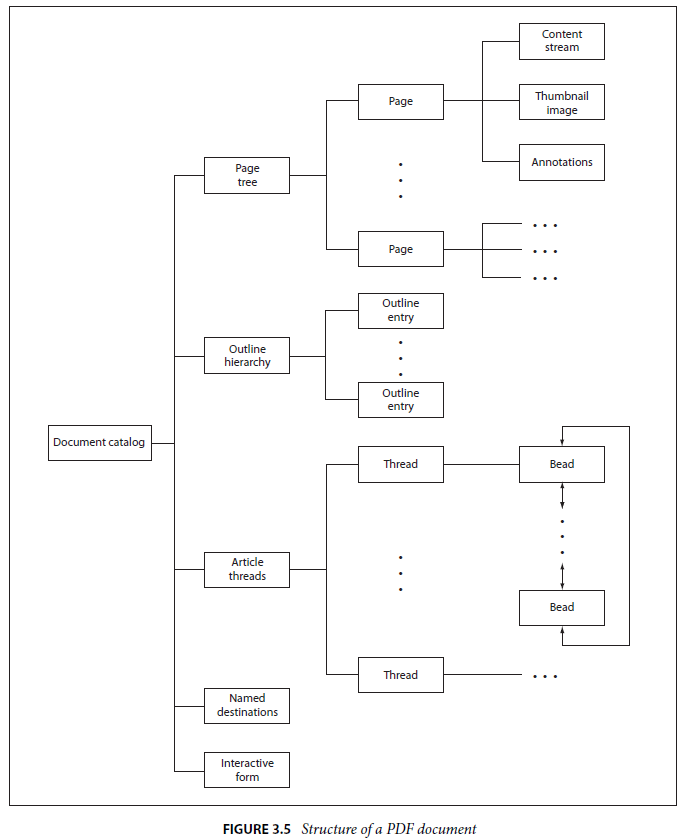 Content
stream
Page
Thumbnail
image
Page
tree
Annotations
Page
Outline
entry
Outline
hierarchy
Outline
entry
Document catalog
Thread
Bead
Article
threads
Bead
Thread
Named
destinations
Interactive
form
FIGURE 3.5 Structure of a PDF document